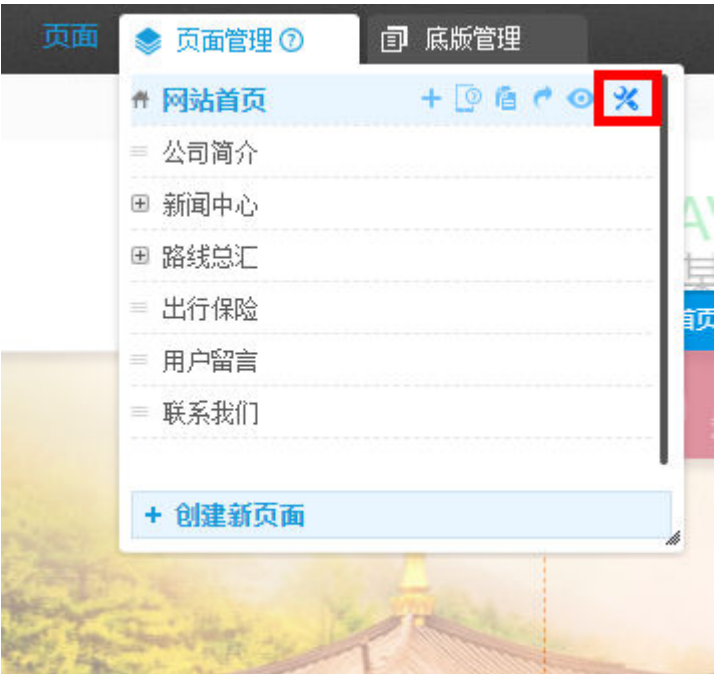 页面
页面管理
底版管理
网站首页
公司简介
新闻中心
路线总汇
出行保险
用户留言
联系我们
+ 创建新页面
首页